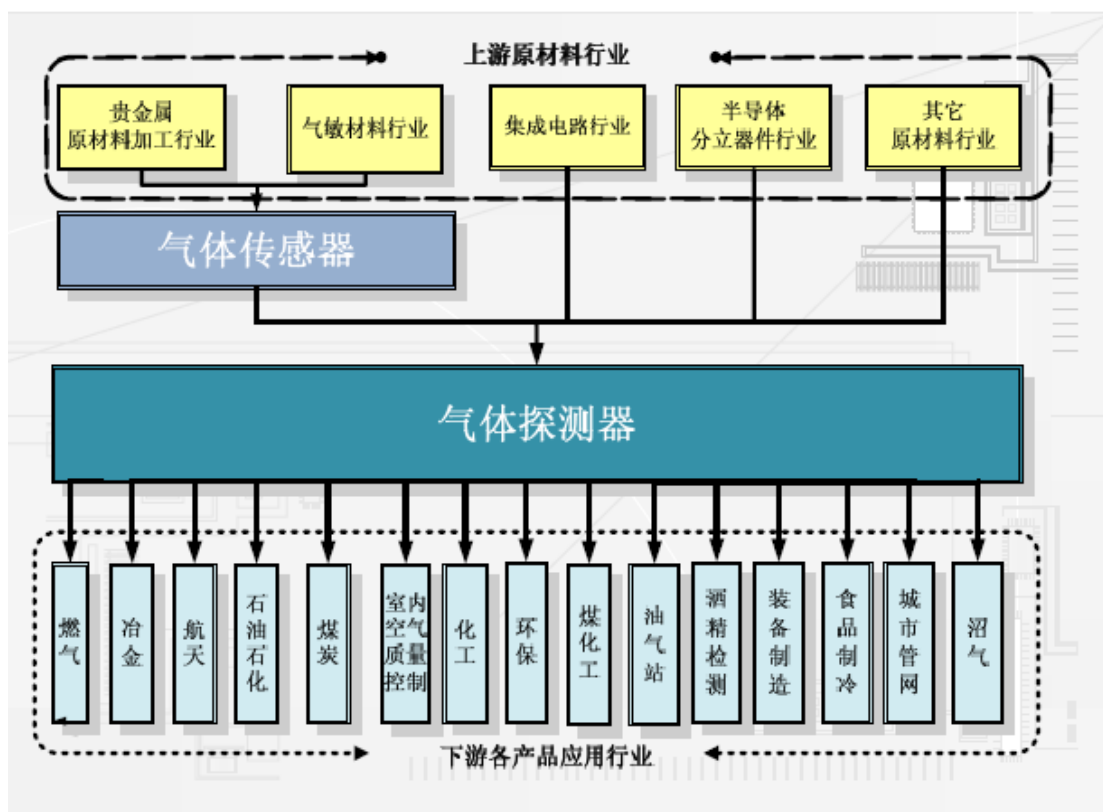 上游原材料行业
贵金属
原材料加工行业
气敏材料行业
集成电路行业
半导体
分立器件行业
其它
原材料行业
气体传感器
气体探测器
燃气
冶金
航天
石油石化
煤炭
室内
空气
质量
控制
化工
环保
煤化工
油气站
酒精检测
装备制造
食品制冷
城市管网
沼气
下游各产品应用行业